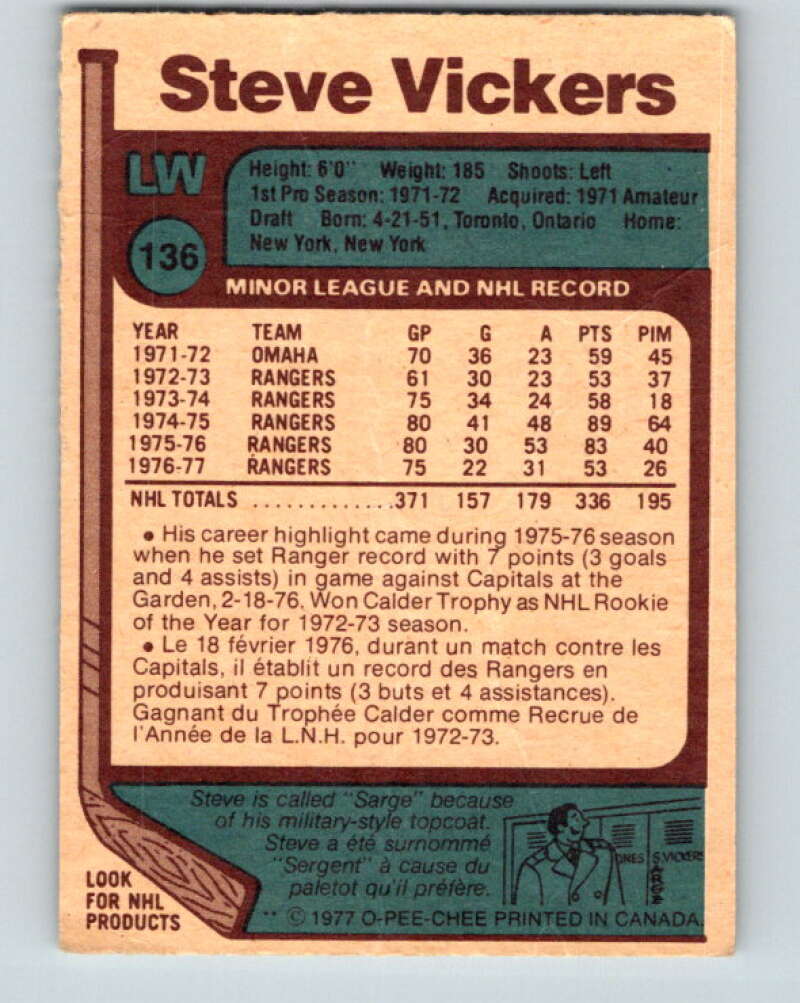 Steve Vickers
LW
136
Height: 6'0" Weight: 185 Shoots: Left
1st Pro Season: 1971-72 Acquired: 1971 Amateur
Draft Born: 4-21-51, Toronto, Ontario Home:
New York, New York
MINOR LEAGUE AND NHL RECORD
YEAR TEAM GP G A PTS PIM
1971-72 OMAHA 70 36 23 59 45
1972-73 RANGERS 61 30 23 53 37
1973-74 RANGERS 75 34 24 58 18
1974-75 RANGERS 80 41 48 89 64
1975-76 RANGERS 80 30 53 83 40
1976-77 RANGERS 75 22 31 53 26
NHL TOTALS .............371 157 179 336 195
• His career highlight came during 1975-76 season
when he set Ranger record with 7 points (3 goals
and 4 assists) in game against Capitals at the
Garden, 2-18-76. Won Calder Trophy as NHL Rookie
of the Year for 1972-73 season.
• Le 18 février 1976, durant un match contre les
Capitals, il établit un record des Rangers en
produisant 7 points (3 buts et 4 assistances).
Gagnant du Trophée Calder comme Recrue de
l'Année de la L.N.H. pour 1972-73.
Steve is called "Sarge" because
of his military-style topcoat.
Steve a été surnommé
"Sergent" à cause du
paletot qu'il préfère.
ONES S. VICKERS
SARGE
LOOK
FOR NHL
PRODUCTS
** © 1977 O-PEE-CHEE PRINTED IN CANADA.